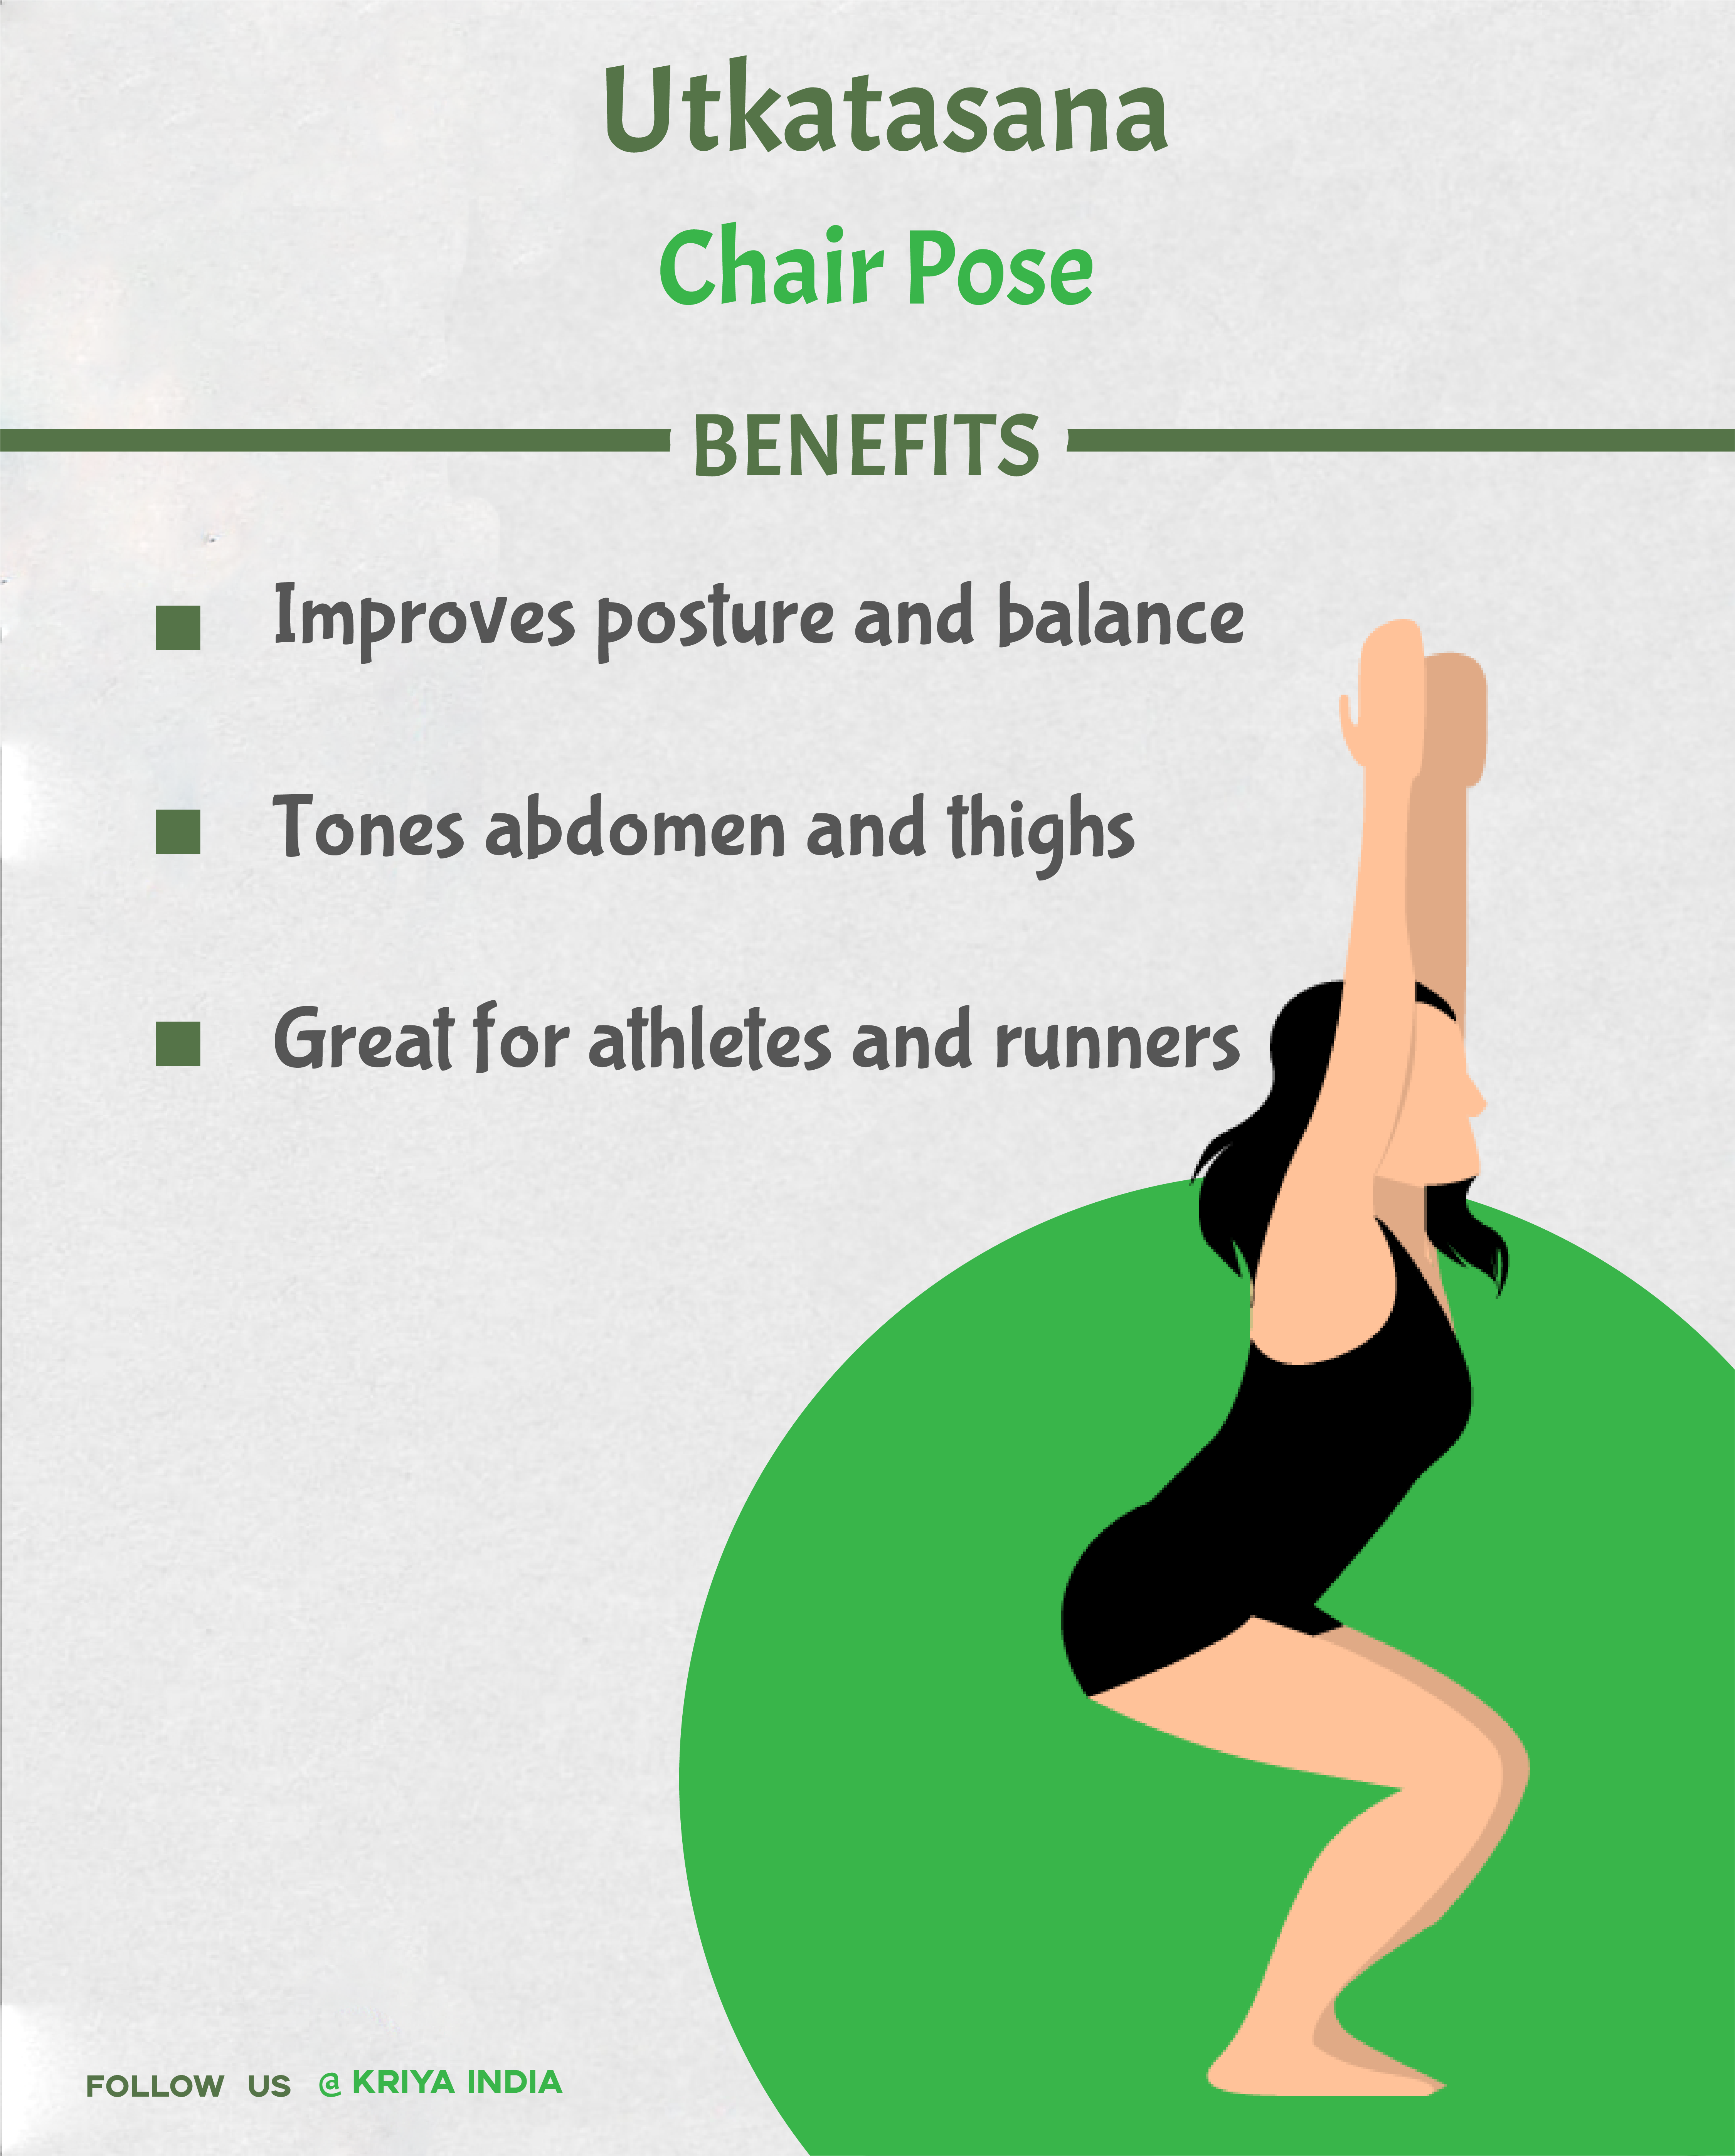 Utkatasana
Chair Pose
BENEFITS
Improves posture and balance
Tones abdomen and thighs
Great for athletes and runners
FOLLOW US @ KRIYA INDIA